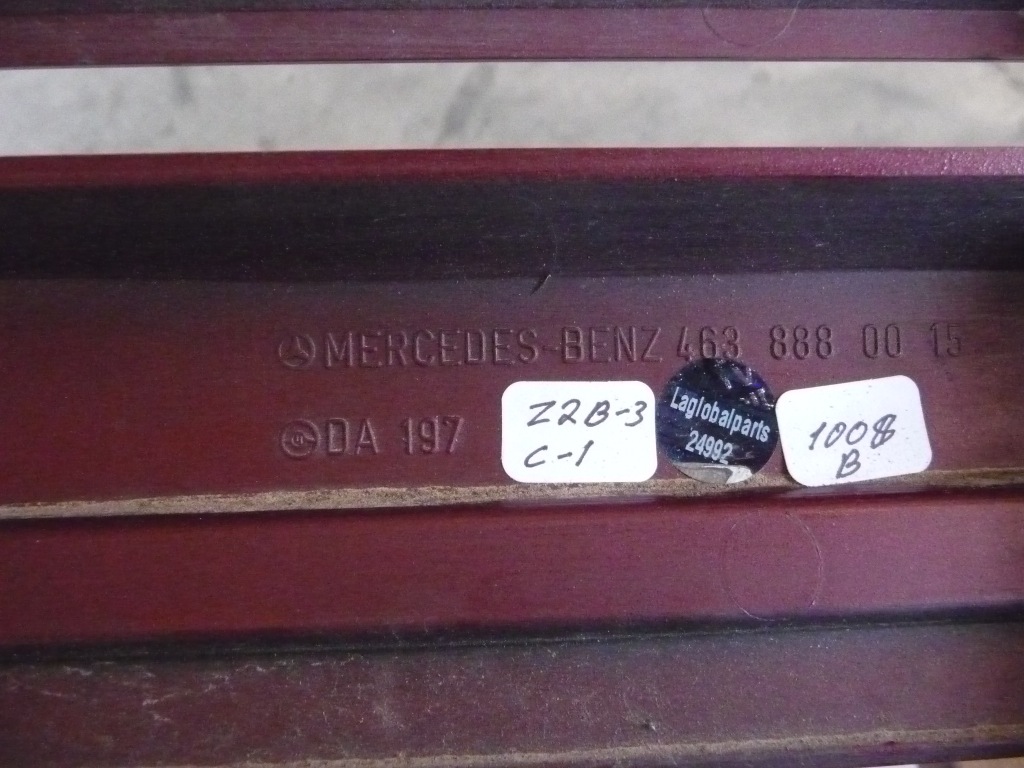 MERCEDES-BENZ 463 888 00 15
DA 197
Z2B-3
C-1
Laglobalparts
24992
1008
B